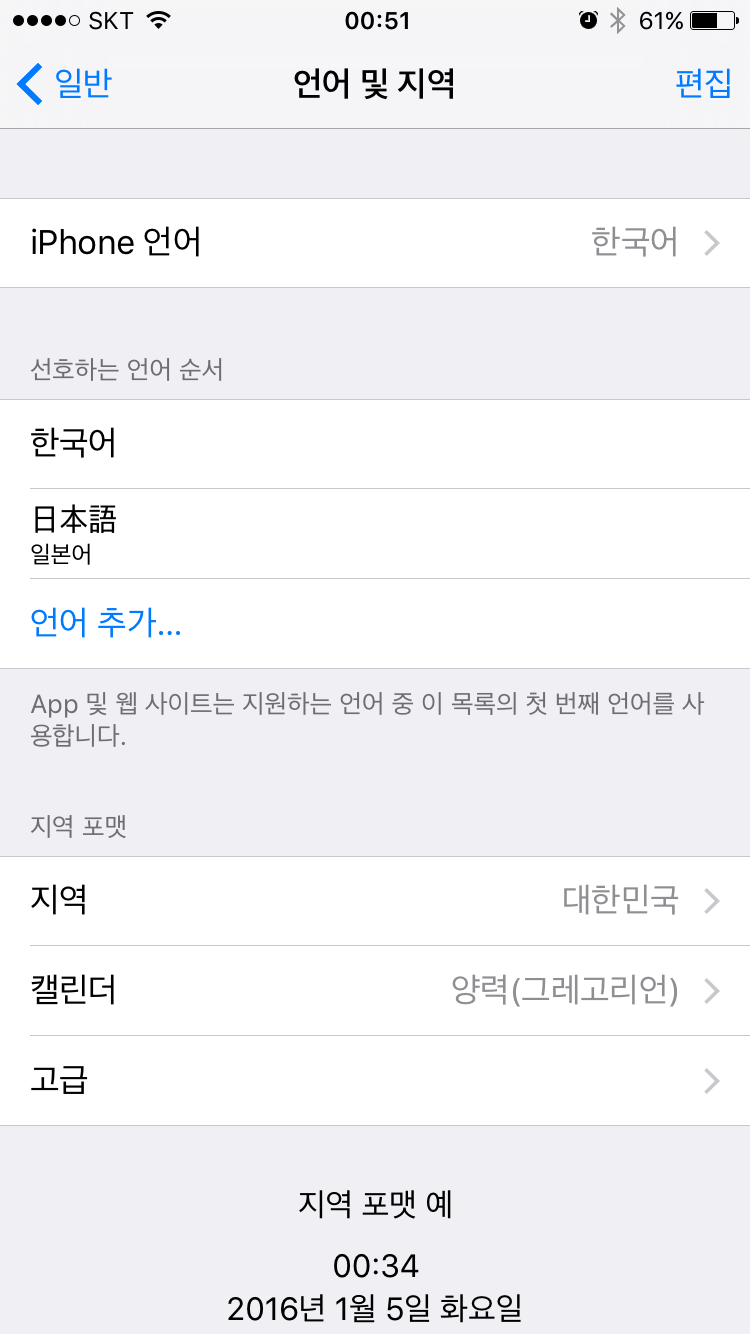 SKT 00:51 61%
일반 언어 및 지역 편집
iPhone 언어 한국어
선호하는 언어 순서
한국어
日本語
일본어
언어 추가...
App 및 웹 사이트는 지원하는 언어 중 이 목록의 첫 번째 언어를 사
용합니다.
지역 포맷
지역 대한민국
캘린더 양력(그레고리언)
고급
지역 포맷 예
00:34
2016년 1월 5일 화요일